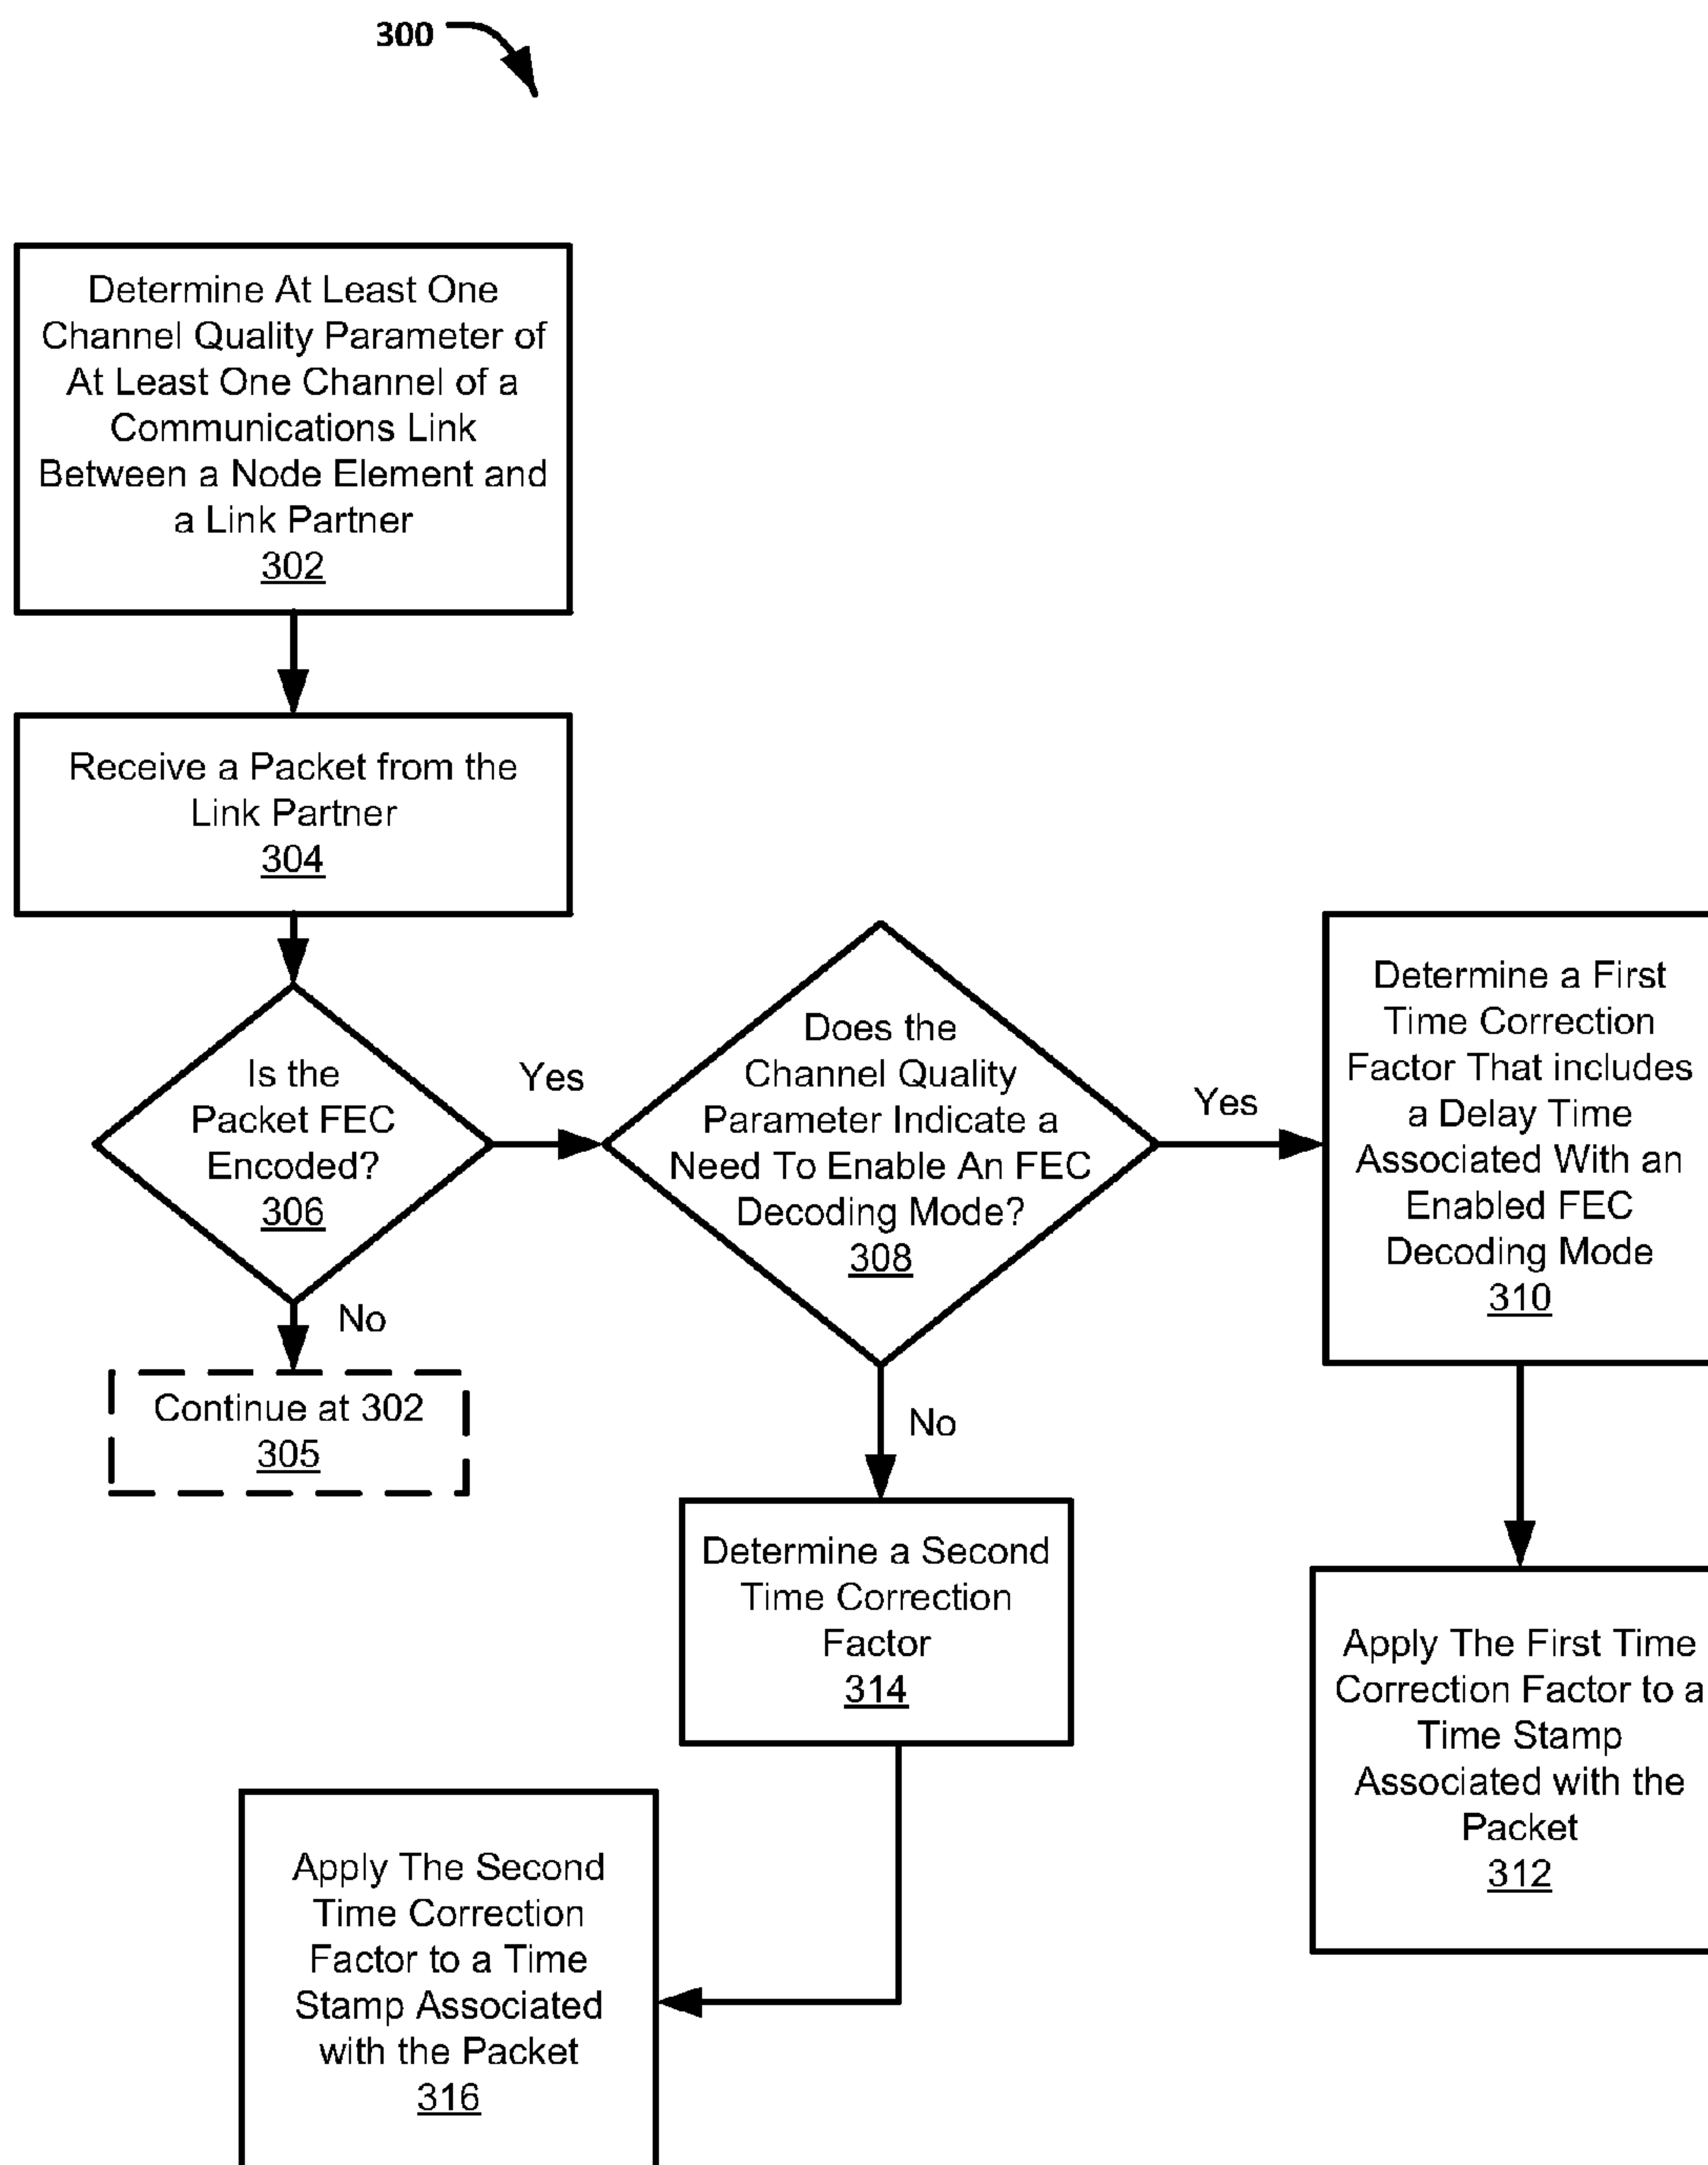 300
Determine At Least One
Channel Quality Parameter of
At Least One Channel of a
Communications Link
Between a Node Element and
a Link Partner
302
Receive a Packet from the
Link Partner
304
Is the
Packet FEC
Encoded?
306
Yes
No
Continue at 302
305
Does the
Channel Quality
Parameter Indicate a
Need To Enable An FEC
Decoding Mode?
308
Yes
No
Determine a First
Time Correction
Factor That includes
a Delay Time
Associated With an
Enabled FEC
Decoding Mode
310
Apply The First Time
Correction Factor to a
Time Stamp
Associated with the
Packet
312
Determine a Second
Time Correction
Factor
314
Apply The Second
Time Correction
Factor to a Time
Stamp Associated
with the Packet
316